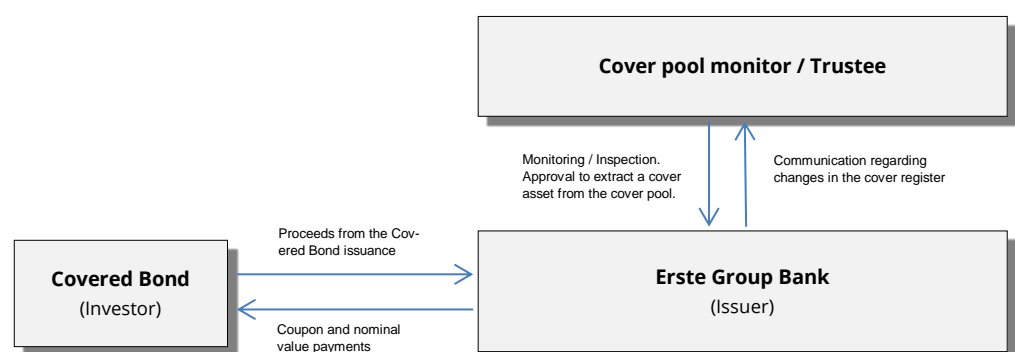 Cover pool monitor / Trustee
Monitoring / Inspection.
Approval to extract a cover
asset from the cover pool.
Communication regarding
changes in the cover register
Proceeds from the Cov-
ered Bond issuance
Covered Bond
(Investor)
Erste Group Bank
(Issuer)
Coupon and nominal
value payments